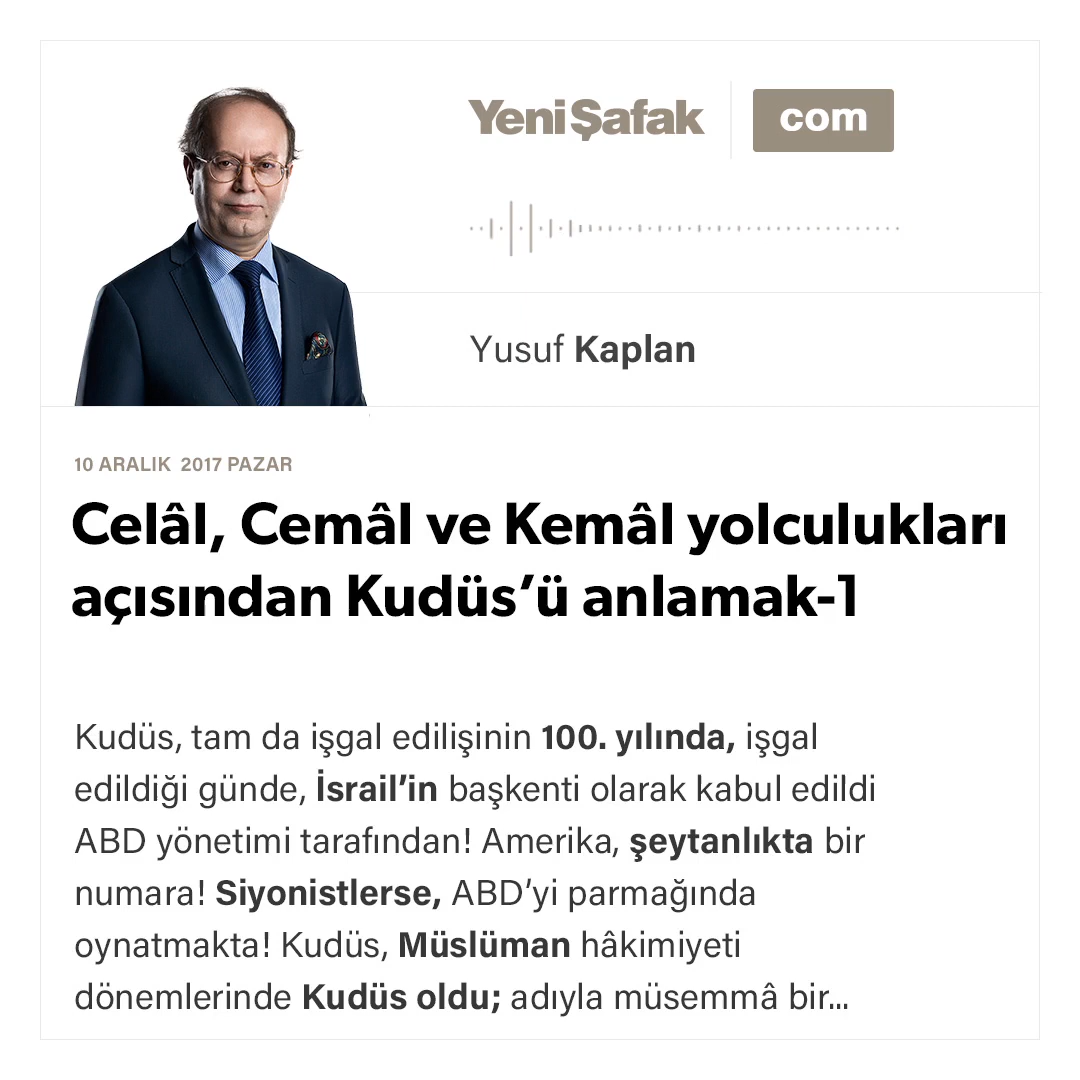 YeniŞafak com
Yusuf Kaplan
10 ARALIK 2017 PAZAR
Celâl, Cemâl ve Kemâl yolculukları
açısından Kudüs’ü anlamak-1
Kudüs, tam da işgal edilişinin 100. yılında, işgal
edildiği günde, İsrail’in başkenti olarak kabul edildi
ABD yönetimi tarafından! Amerika, şeytanlıkta bir
numara! Siyonistlerse, ABD’yi parmağında
oynatmakta! Kudüs, Müslüman hâkimiyeti
dönemlerinde Kudüs oldu; adıyla müsemmâ bir...